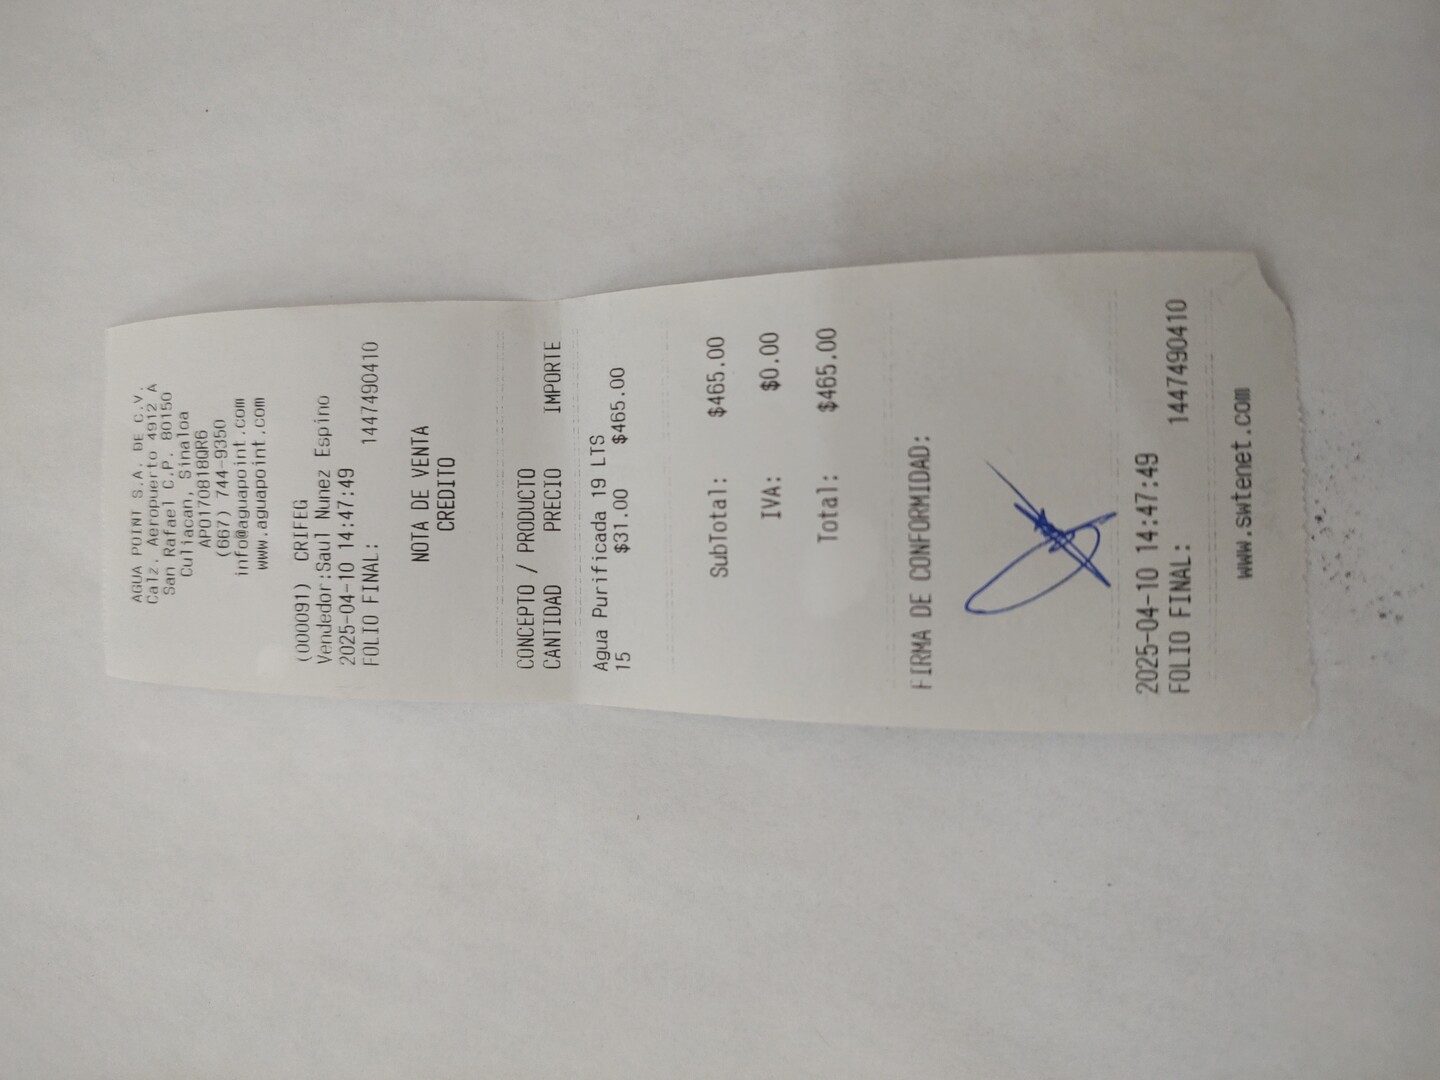 AGUA POINT S.A. DE C.V.
Calz. Aeropuerto 4912 A
San Rafael C.P. 80150
Culiacan, Sinaloa
APO170818QR6
(667) 744-9350
info@aguapoint.com
www.aguapoint.com
(000091) CRIFEG
Vendedor:Saul Nunez Espino
2025-04-10 14:47:49
FOLIO FINAL: 1447490410
NOTA DE VENTA
CREDITO
CONCEPTO / PRODUCTO
CANTIDAD PRECIO IMPORTE
Agua Purificada 19 LTS
15 $31.00 $465.00
SubTotal: $465.00
IVA: $0.00
Total: $465.00
FIRMA DE CONFORMIDAD:
2025-04-10 14:47:49
FOLIO FINAL: 1447490410
www.swtenet.com